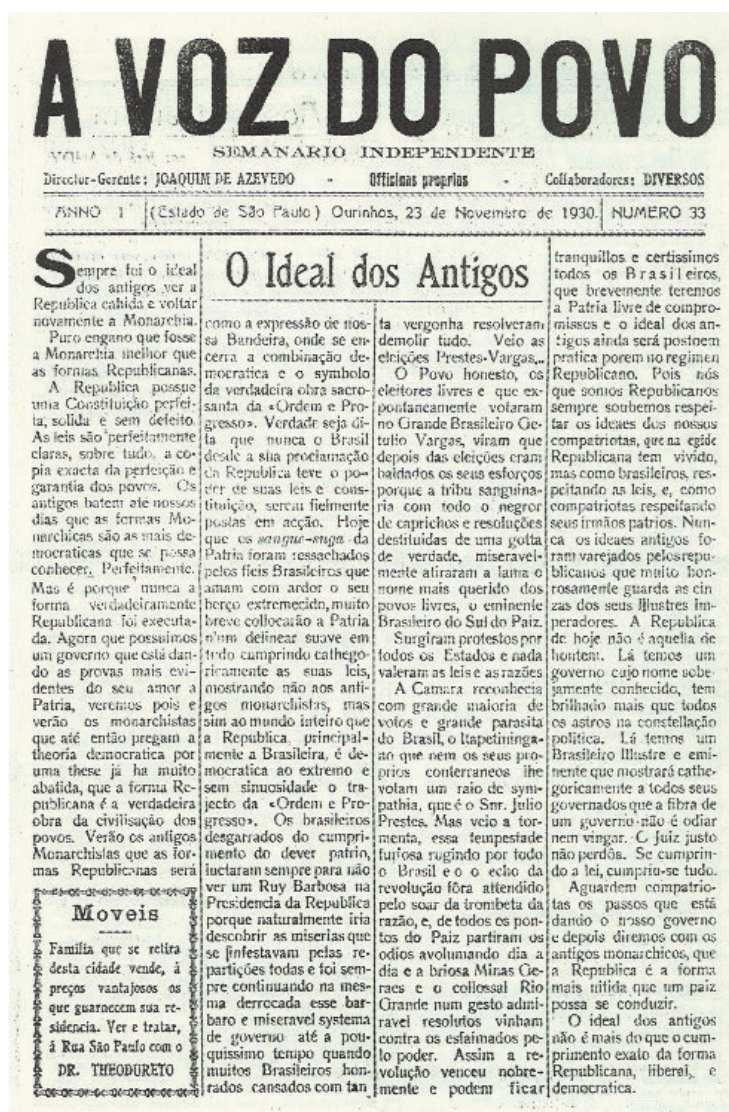 A VOZ DO POVO
SEMANARIO INDEPENDENTE
Director-Gerente: JOAQUIM DE AZEVEDO - Officinas proprias - Collaboradores: DIVERSOS
ANNO 1 (Estado de São Paulo) Ourinhos, 23 de Novembro de 1930. NUMERO 33
O Ideal dos Antigos
Sempre foi o ideal
dos antigos ver a
Republica cahida e voltar
novamente a Monarchia.
Puro engano que fosse
a Monarchia melhor que
as formas Republicanas.
A Republica possue
uma Constituição perfei-
ta, solida e sem defeito.
As leis são perfeitamente
claras, sobre tudo, a co-
pia exacta da perfeição e
garantia dos povos. Os
antigos batem até nossos
dias que as formas Mo-
narchicas são as mais de-
mocraticas que se possa
conhecer. Perfeitamente.
Mas é porque nunca a
forma verdadeiramente
Republicana foi executa-
da. Agora que possuimos
um governo que está dan-
do as provas mais evi-
dentes do seu amor a
Patria, veremos pois e
verão os monarchistas
que até então pregam a
theoria democratica por
uma these já ha muito
abatida, que a forma Re-
publicana é a verdadeira
obra da civilisação dos
povos. Verão os antigos
Monarchistas que as for-
mas Republicanas será
como a expressão de nos-
sa Bandeira, onde se en-
cerra a combinação de-
mocratica e o symbolo
da verdadeira obra sacro-
santa da «Ordem e Pro-
gresso». Verdade seja di-
ta que nunca o Brasil
desde a sua proclamação
da Republica teve o po-
der de suas leis e cons-
tituição, serem fielmente
postas em acção. Hoje
que os sangue-suga da
Patria foram ressachados
pelos fieis Brasileiros que
amam com ardor o seu
berço extremecido, muito
breve collocarão a Patria
n'um delinear suave em
tudo cumprindo cathego-
ricamente as suas leis,
mostrando não aos anti-
gos monarchistas, mas
sim ao mundo inteiro que
a Republica, principal-
mente a Brasileira, é de-
mocratica ao extremo e
sem sinuosidade o tra-
jecto da «Ordem e Pro-
gresso». Os brasileiros
desgarrados do cumpri-
mento do dever patrio,
luctaram sempre para não
ver um Ruy Barbosa na
Presidencia da Republica
porque naturalmente iria
descobrir as miserias que
se infestavam pelas re-
partições todas e foi sem-
pre continuando na mes-
ma derrocada esse bar-
baro e miseravel systema
de governo até a pou-
quissimo tempo quando
muitos Brasileiros hon-
rados cansados com tan
ta vergonha resolveram
demolir tudo. Veio as
eleições Prestes-Vargas...
O Povo honesto, os
eleitores livres e que ex-
pontaneamente votaram
no Grande Brasileiro Ge-
tulio Vargas, viram que
depois das eleições eram
baldados os seus esforços
porque a tribu sanguina-
ria com todo o negror
de caprichos e resoluções
destituidas de uma gotta
de verdade, miseravel-
mente atiraram a lama o
nome mais querido dos
povos livres, o eminente
Brasileiro do Sul do Paiz.
Surgiram protestos por
todos os Estados e nada
valeram as leis e as razões
A Camara reconhecia
com grande maioria de
votos e grande parasita
do Brasil, o Itapetininga-
no que nem os seus pro-
prios conterraneos lhe
votam um raio de sym-
pathia, que é o Snr. Julio
Prestes. Mas veio a tor-
menta, essa tempestade
furiosa rugindo por todo
o Brasil e o o echo da
revolução fôra attendido
pelo soar da trombeta da
razão, e, de todos os pon-
tos do Paiz partiram os
odios avolumando dia a
dia e a briosa Minas Ge-
raes e o collossal Rio
Grande num gesto admi-
ravel resolutos vinham
contra os esfaimados pe-
lo poder. Assim a re-
volução venceu nobre-
mente e podem ficar
tranquillos e certissimos
todos os Brasileiros,
que brevemente teremos
a Patria livre de compro-
missos e o ideal dos an-
tigos ainda será posto em
pratica porem no regimen
Republicano. Pois nós
que somos Republicanos
sempre soubemos respei-
tar os ideaes dos nossos
compatriotas, que na egide
Republicana tem vivido,
mas como brasileiros, res-
peitando as leis, e, como
compatriotas respeitando
seus irmãos patrios. Nun-
ca os ideaes antigos fo-
ram varejados pelos repu-
blicanos que muito hon-
rosamente guarda as cin-
zas dos seus Illustres im-
peradores. A Republica
de hoje não é aquella de
hontem. Lá temos um
governo cujo nome sobe-
jamente conhecido, tem
brilhado mais que todos
os astros na constellação
politica. Lá temos um
Brasileiro Illustre e emi-
nente que mostrará cathe-
goricamente a todos seus
governados que a fibra de
um governo não é odiar
nem vingar. O Juiz justo
não perdôa. Se cumprin-
do a lei, cumpriu-se tudo.
Aguardem compatrio-
tas os passos que está
dando o nosso governo
e depois diremos com os
antigos monarchicos, que
a Republica é a forma
mais nitida que um paiz
possa se conduzir.
O ideal dos antigos
não é mais do que o cum-
primento exato da forma
Republicana, liberal, e
democratica.
Moveis
Familia que se retira
desta cidade vende, á
preços vantajosos os
que guarnecem sua re-
sidencia. Ver e tratar,
á Rua São Paulo com o
DR. THEODURETO